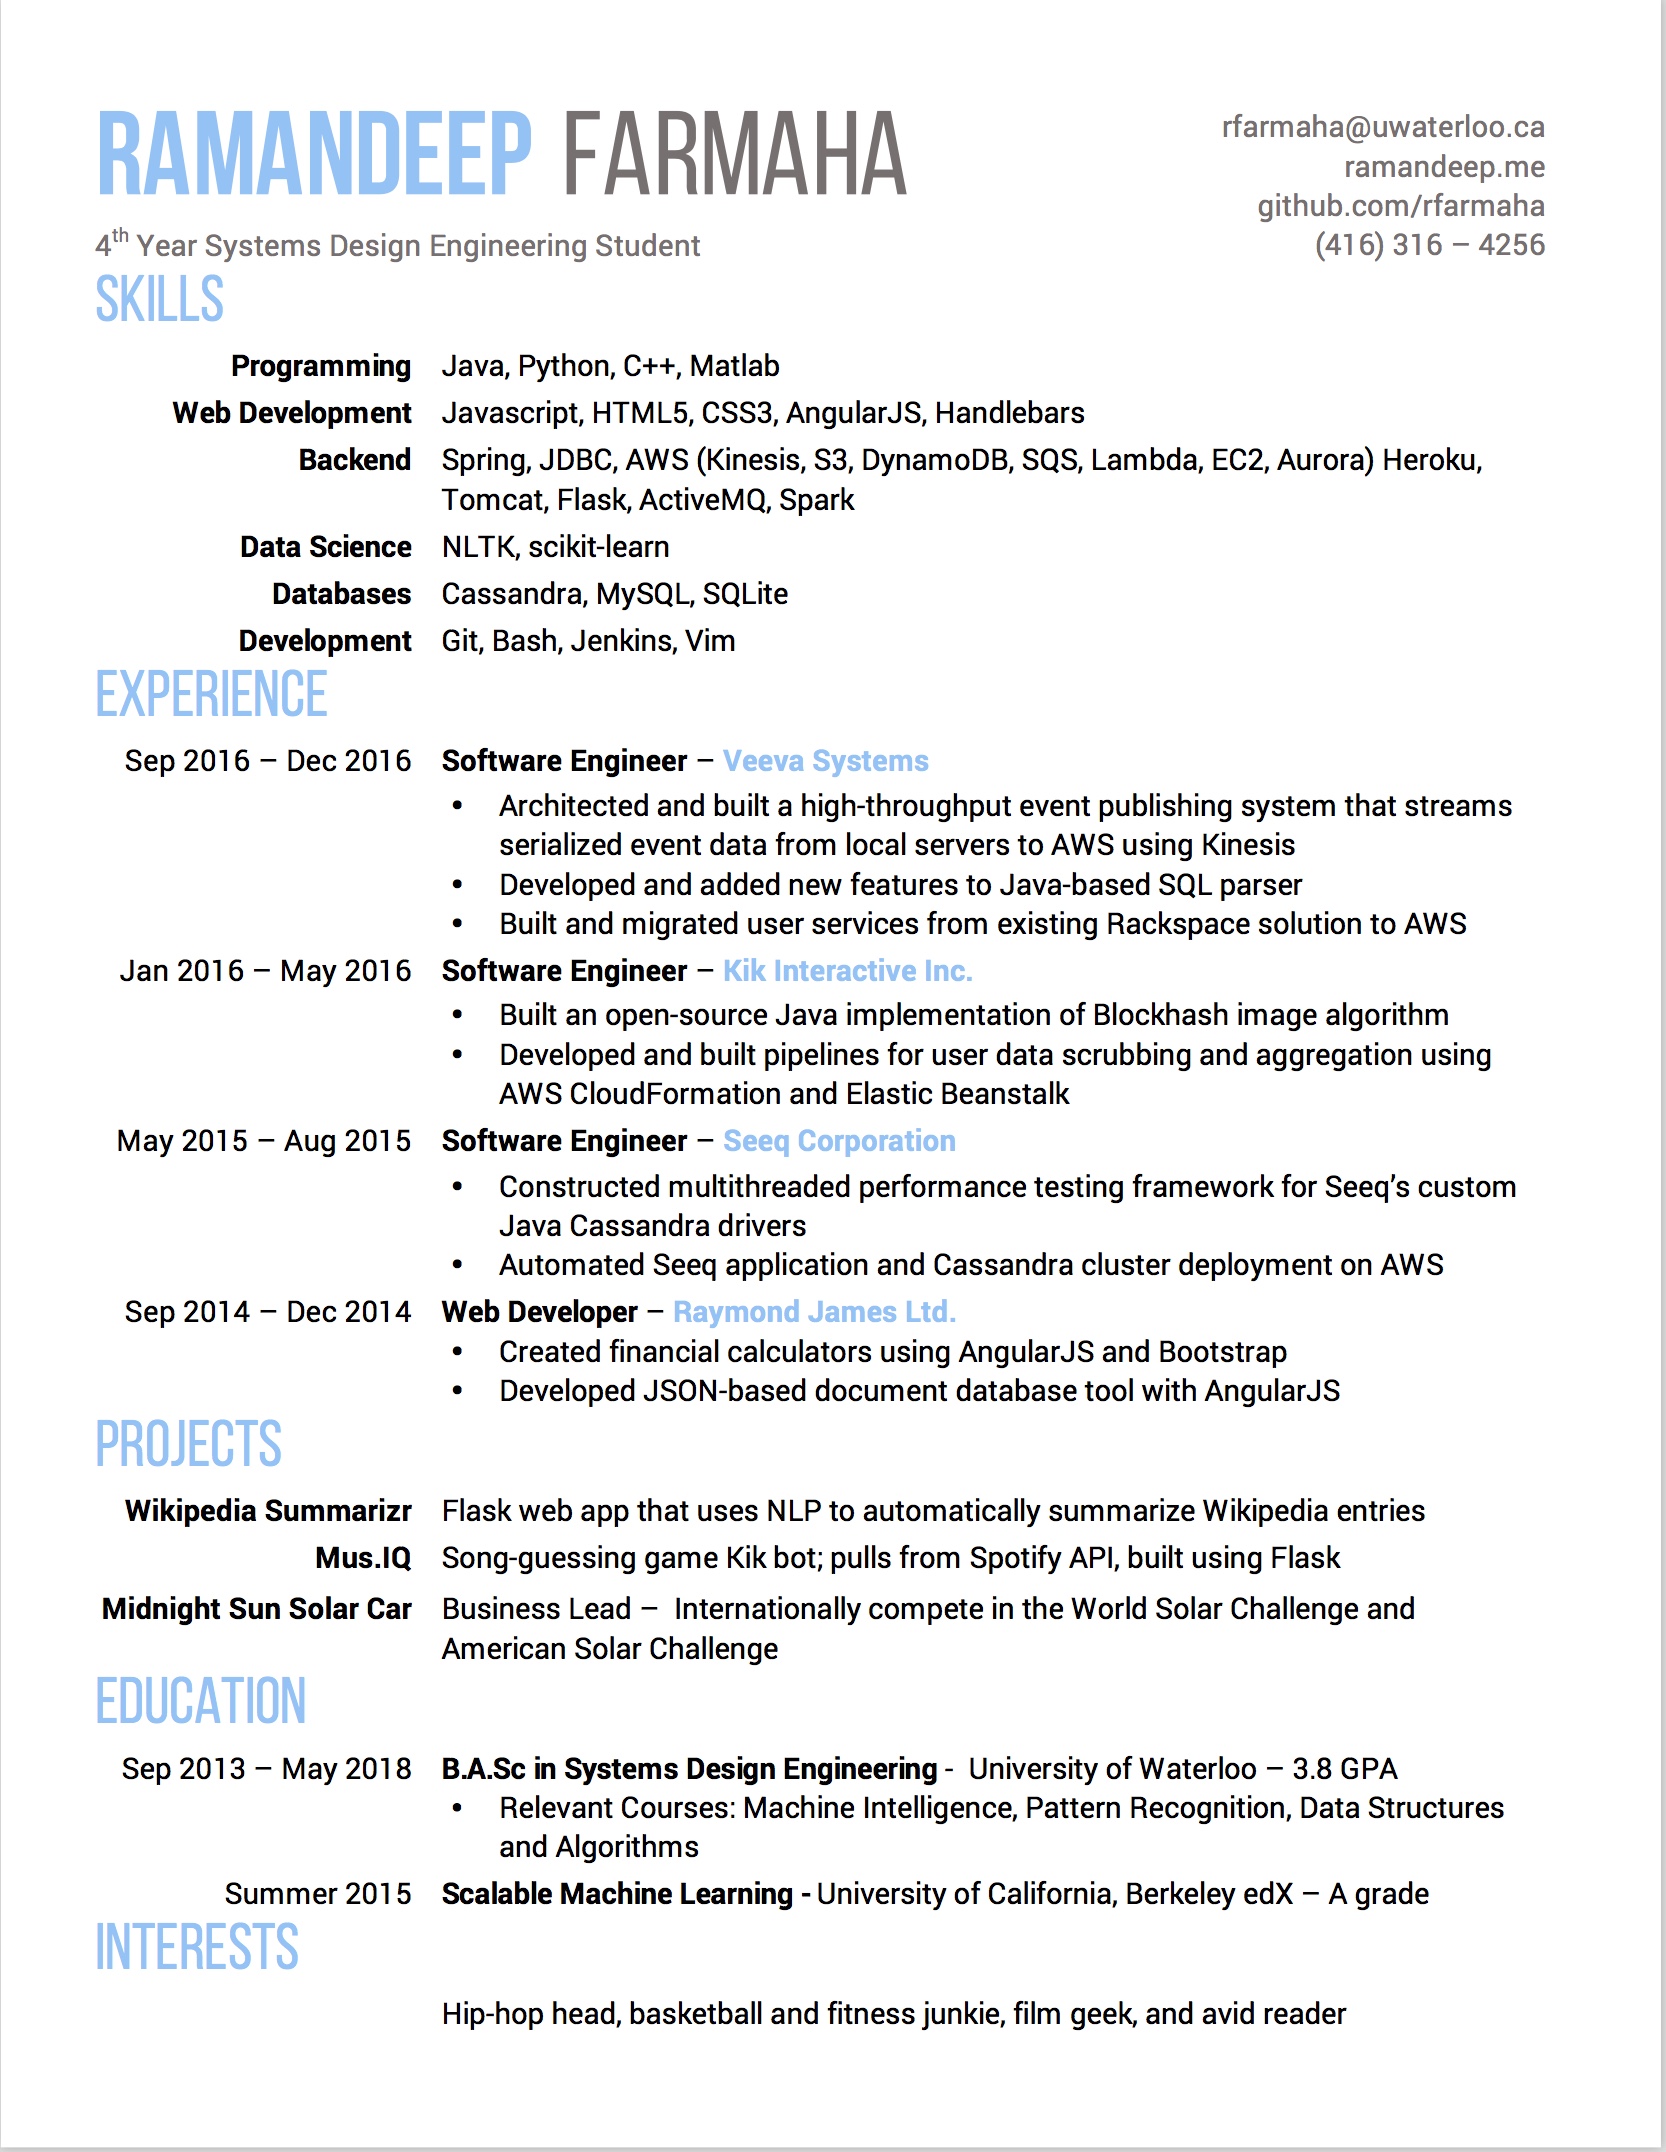 RAMANDEEP FARMAHA
4th Year Systems Design Engineering Student
rfarmaha@uwaterloo.ca
ramandeep.me
github.com/rfarmaha
(416) 316 – 4256
SKILLS
Programming Java, Python, C++, Matlab
Web Development Javascript, HTML5, CSS3, AngularJS, Handlebars
Backend Spring, JDBC, AWS (Kinesis, S3, DynamoDB, SQS, Lambda, EC2, Aurora) Heroku,
Tomcat, Flask, ActiveMQ, Spark
Data Science NLTK, scikit-learn
Databases Cassandra, MySQL, SQLite
Development Git, Bash, Jenkins, Vim
EXPERIENCE
Sep 2016 – Dec 2016 Software Engineer – Veeva Systems
• Architected and built a high-throughput event publishing system that streams
serialized event data from local servers to AWS using Kinesis
• Developed and added new features to Java-based SQL parser
• Built and migrated user services from existing Rackspace solution to AWS
Jan 2016 – May 2016 Software Engineer – Kik Interactive Inc.
• Built an open-source Java implementation of Blockhash image algorithm
• Developed and built pipelines for user data scrubbing and aggregation using
AWS CloudFormation and Elastic Beanstalk
May 2015 – Aug 2015 Software Engineer – Seeq Corporation
• Constructed multithreaded performance testing framework for Seeq’s custom
Java Cassandra drivers
• Automated Seeq application and Cassandra cluster deployment on AWS
Sep 2014 – Dec 2014 Web Developer – Raymond James Ltd.
• Created financial calculators using AngularJS and Bootstrap
• Developed JSON-based document database tool with AngularJS
PROJECTS
Wikipedia Summarizr Flask web app that uses NLP to automatically summarize Wikipedia entries
Mus.IQ Song-guessing game Kik bot; pulls from Spotify API, built using Flask
Midnight Sun Solar Car Business Lead – Internationally compete in the World Solar Challenge and
American Solar Challenge
EDUCATION
Sep 2013 – May 2018 B.A.Sc in Systems Design Engineering - University of Waterloo – 3.8 GPA
• Relevant Courses: Machine Intelligence, Pattern Recognition, Data Structures
and Algorithms
Summer 2015 Scalable Machine Learning - University of California, Berkeley edX – A grade
INTERESTS
Hip-hop head, basketball and fitness junkie, film geek, and avid reader